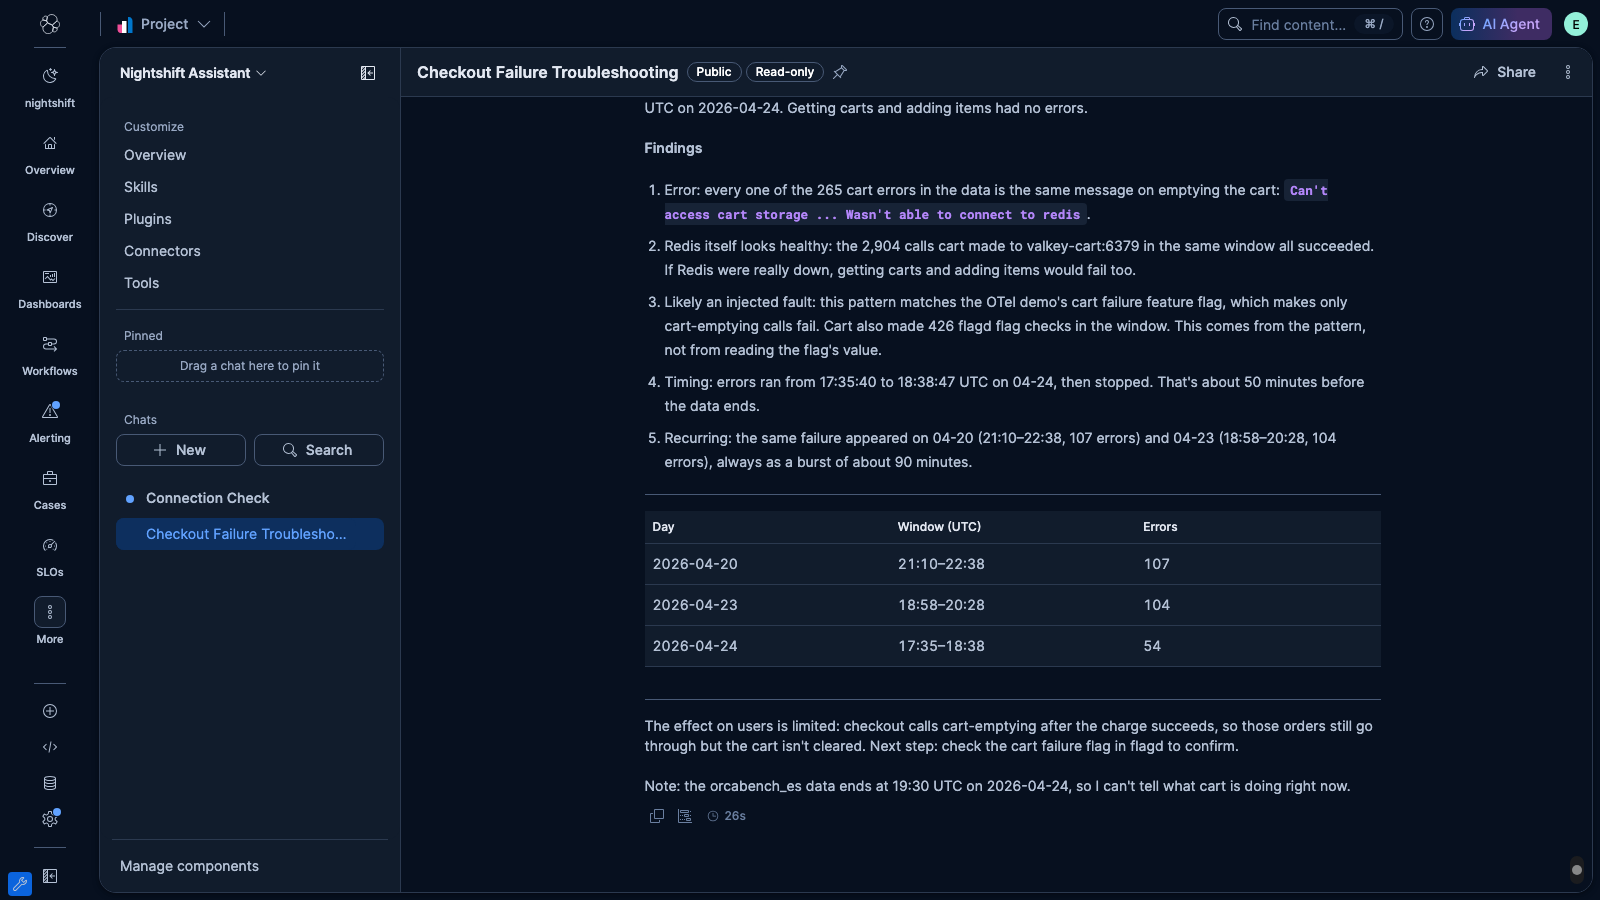 Project
Find content...
⌘ /
AI Agent
E
nightshift
Overview
Discover
Dashboards
Workflows
Alerting
Cases
SLOs
More
Nightshift Assistant
Customize
Overview
Skills
Plugins
Connectors
Tools
Pinned
Drag a chat here to pin it
Chats
New
Search
Connection Check
Checkout Failure Troublesho...
Manage components
Checkout Failure Troubleshooting
Public
Read-only
Share
UTC on 2026-04-24. Getting carts and adding items had no errors.
Findings
1. Error: every one of the 265 cart errors in the data is the same message on emptying the cart: Can't
access cart storage ... Wasn't able to connect to redis .
2. Redis itself looks healthy: the 2,904 calls cart made to valkey-cart:6379 in the same window all succeeded.
If Redis were really down, getting carts and adding items would fail too.
3. Likely an injected fault: this pattern matches the OTel demo's cart failure feature flag, which makes only
cart-emptying calls fail. Cart also made 426 flagd flag checks in the window. This comes from the pattern,
not from reading the flag's value.
4. Timing: errors ran from 17:35:40 to 18:38:47 UTC on 04-24, then stopped. That's about 50 minutes before
the data ends.
5. Recurring: the same failure appeared on 04-20 (21:10–22:38, 107 errors) and 04-23 (18:58–20:28, 104
errors), always as a burst of about 90 minutes.
Day Window (UTC) Errors
2026-04-20 21:10–22:38 107
2026-04-23 18:58–20:28 104
2026-04-24 17:35–18:38 54
The effect on users is limited: checkout calls cart-emptying after the charge succeeds, so those orders still go
through but the cart isn't cleared. Next step: check the cart failure flag in flagd to confirm.
Note: the orcabench_es data ends at 19:30 UTC on 2026-04-24, so I can't tell what cart is doing right now.
26s